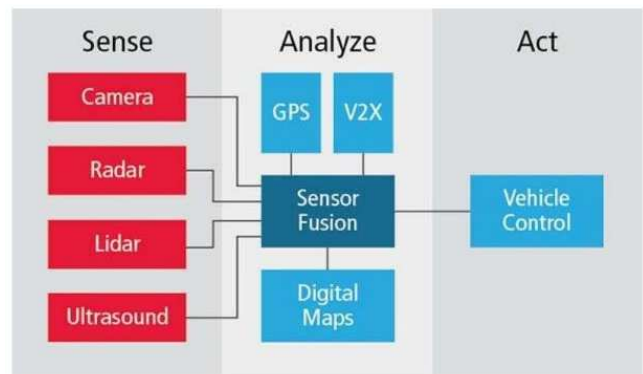 Sense
Analyze
Act
Camera
Radar
Lidar
Ultrasound
GPS
V2X
Sensor
Fusion
Digital
Maps
Vehicle
Control